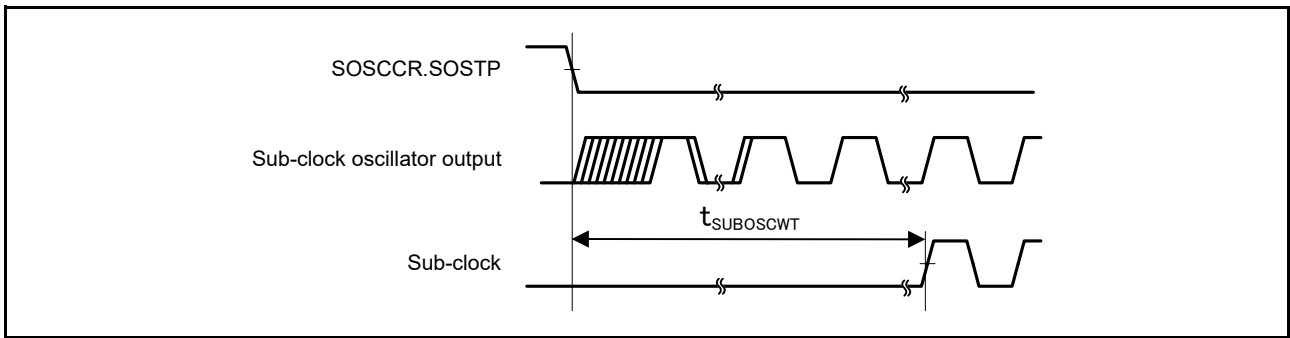 SOSCCR.SOSTP
Sub-clock oscillator output
tSUBOSCWT
Sub-clock